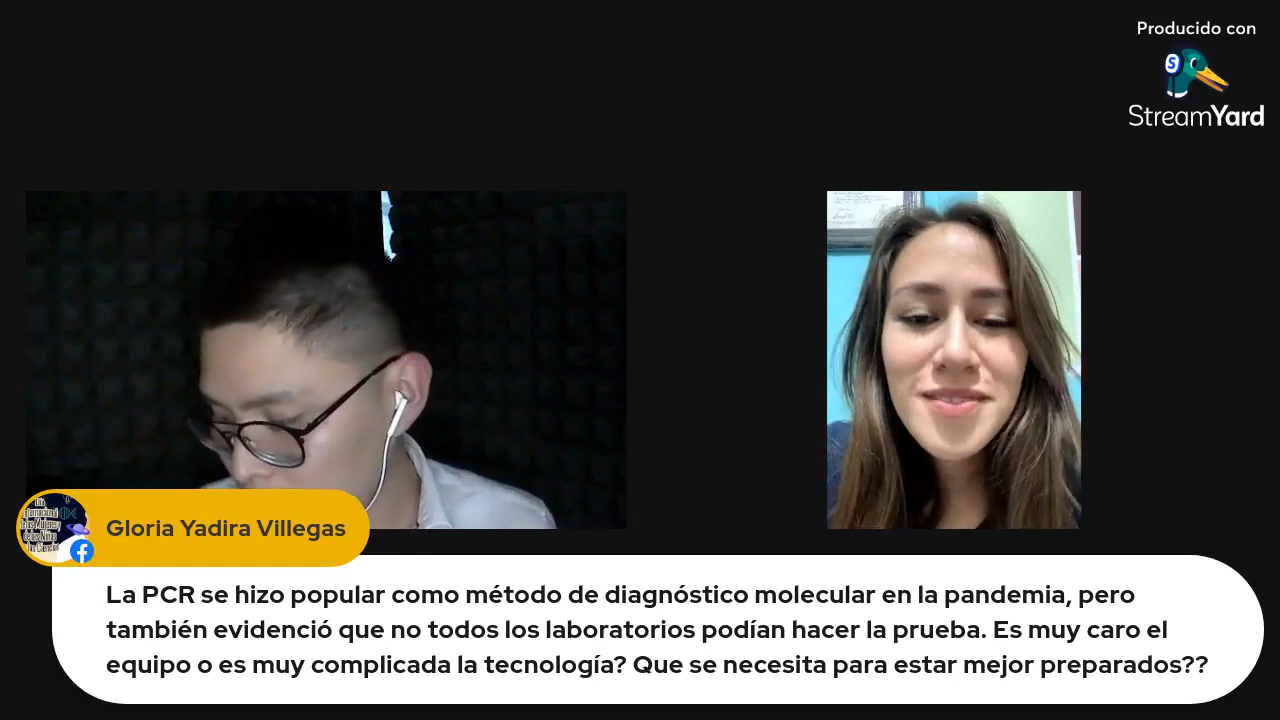 Producido con
S
StreamYard
Gloria Yadira Villegas
La PCR se hizo popular como método de diagnóstico molecular en la pandemia, pero
también evidenció que no todos los laboratorios podían hacer la prueba. Es muy caro el
equipo o es muy complicada la tecnología? Que se necesita para estar mejor preparados??